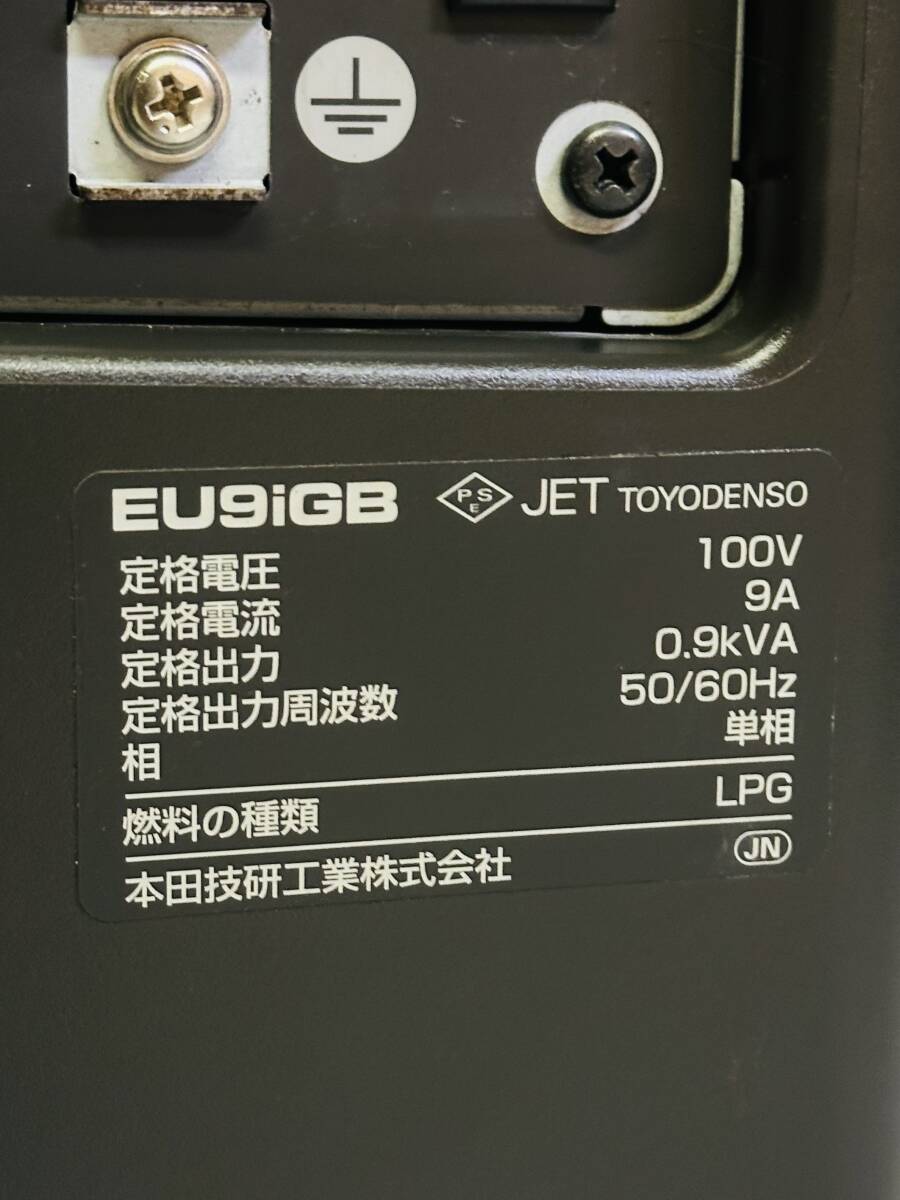 EU9iGB PSE JET TOYODENSO
定格電圧 100V
定格電流 9A
定格出力 0.9kVA
定格出力周波数 50/60Hz
相 単相
燃料の種類 LPG
本田技研工業株式会社 JN